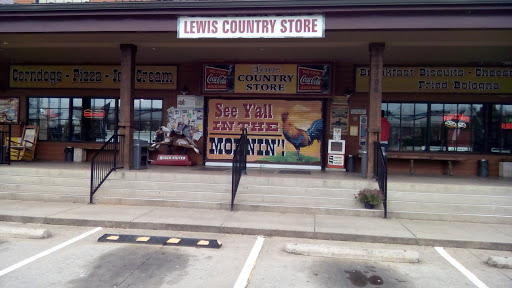 LEWIS COUNTRY STORE
Corndogs - Pizza - Ice Cream
Coca-Cola
Lewis
COUNTRY
STORE
Coca-Cola
Breakfast Biscuits - Cheese
Fried Bologna
See Y'all
IN THE
MORNIN'!